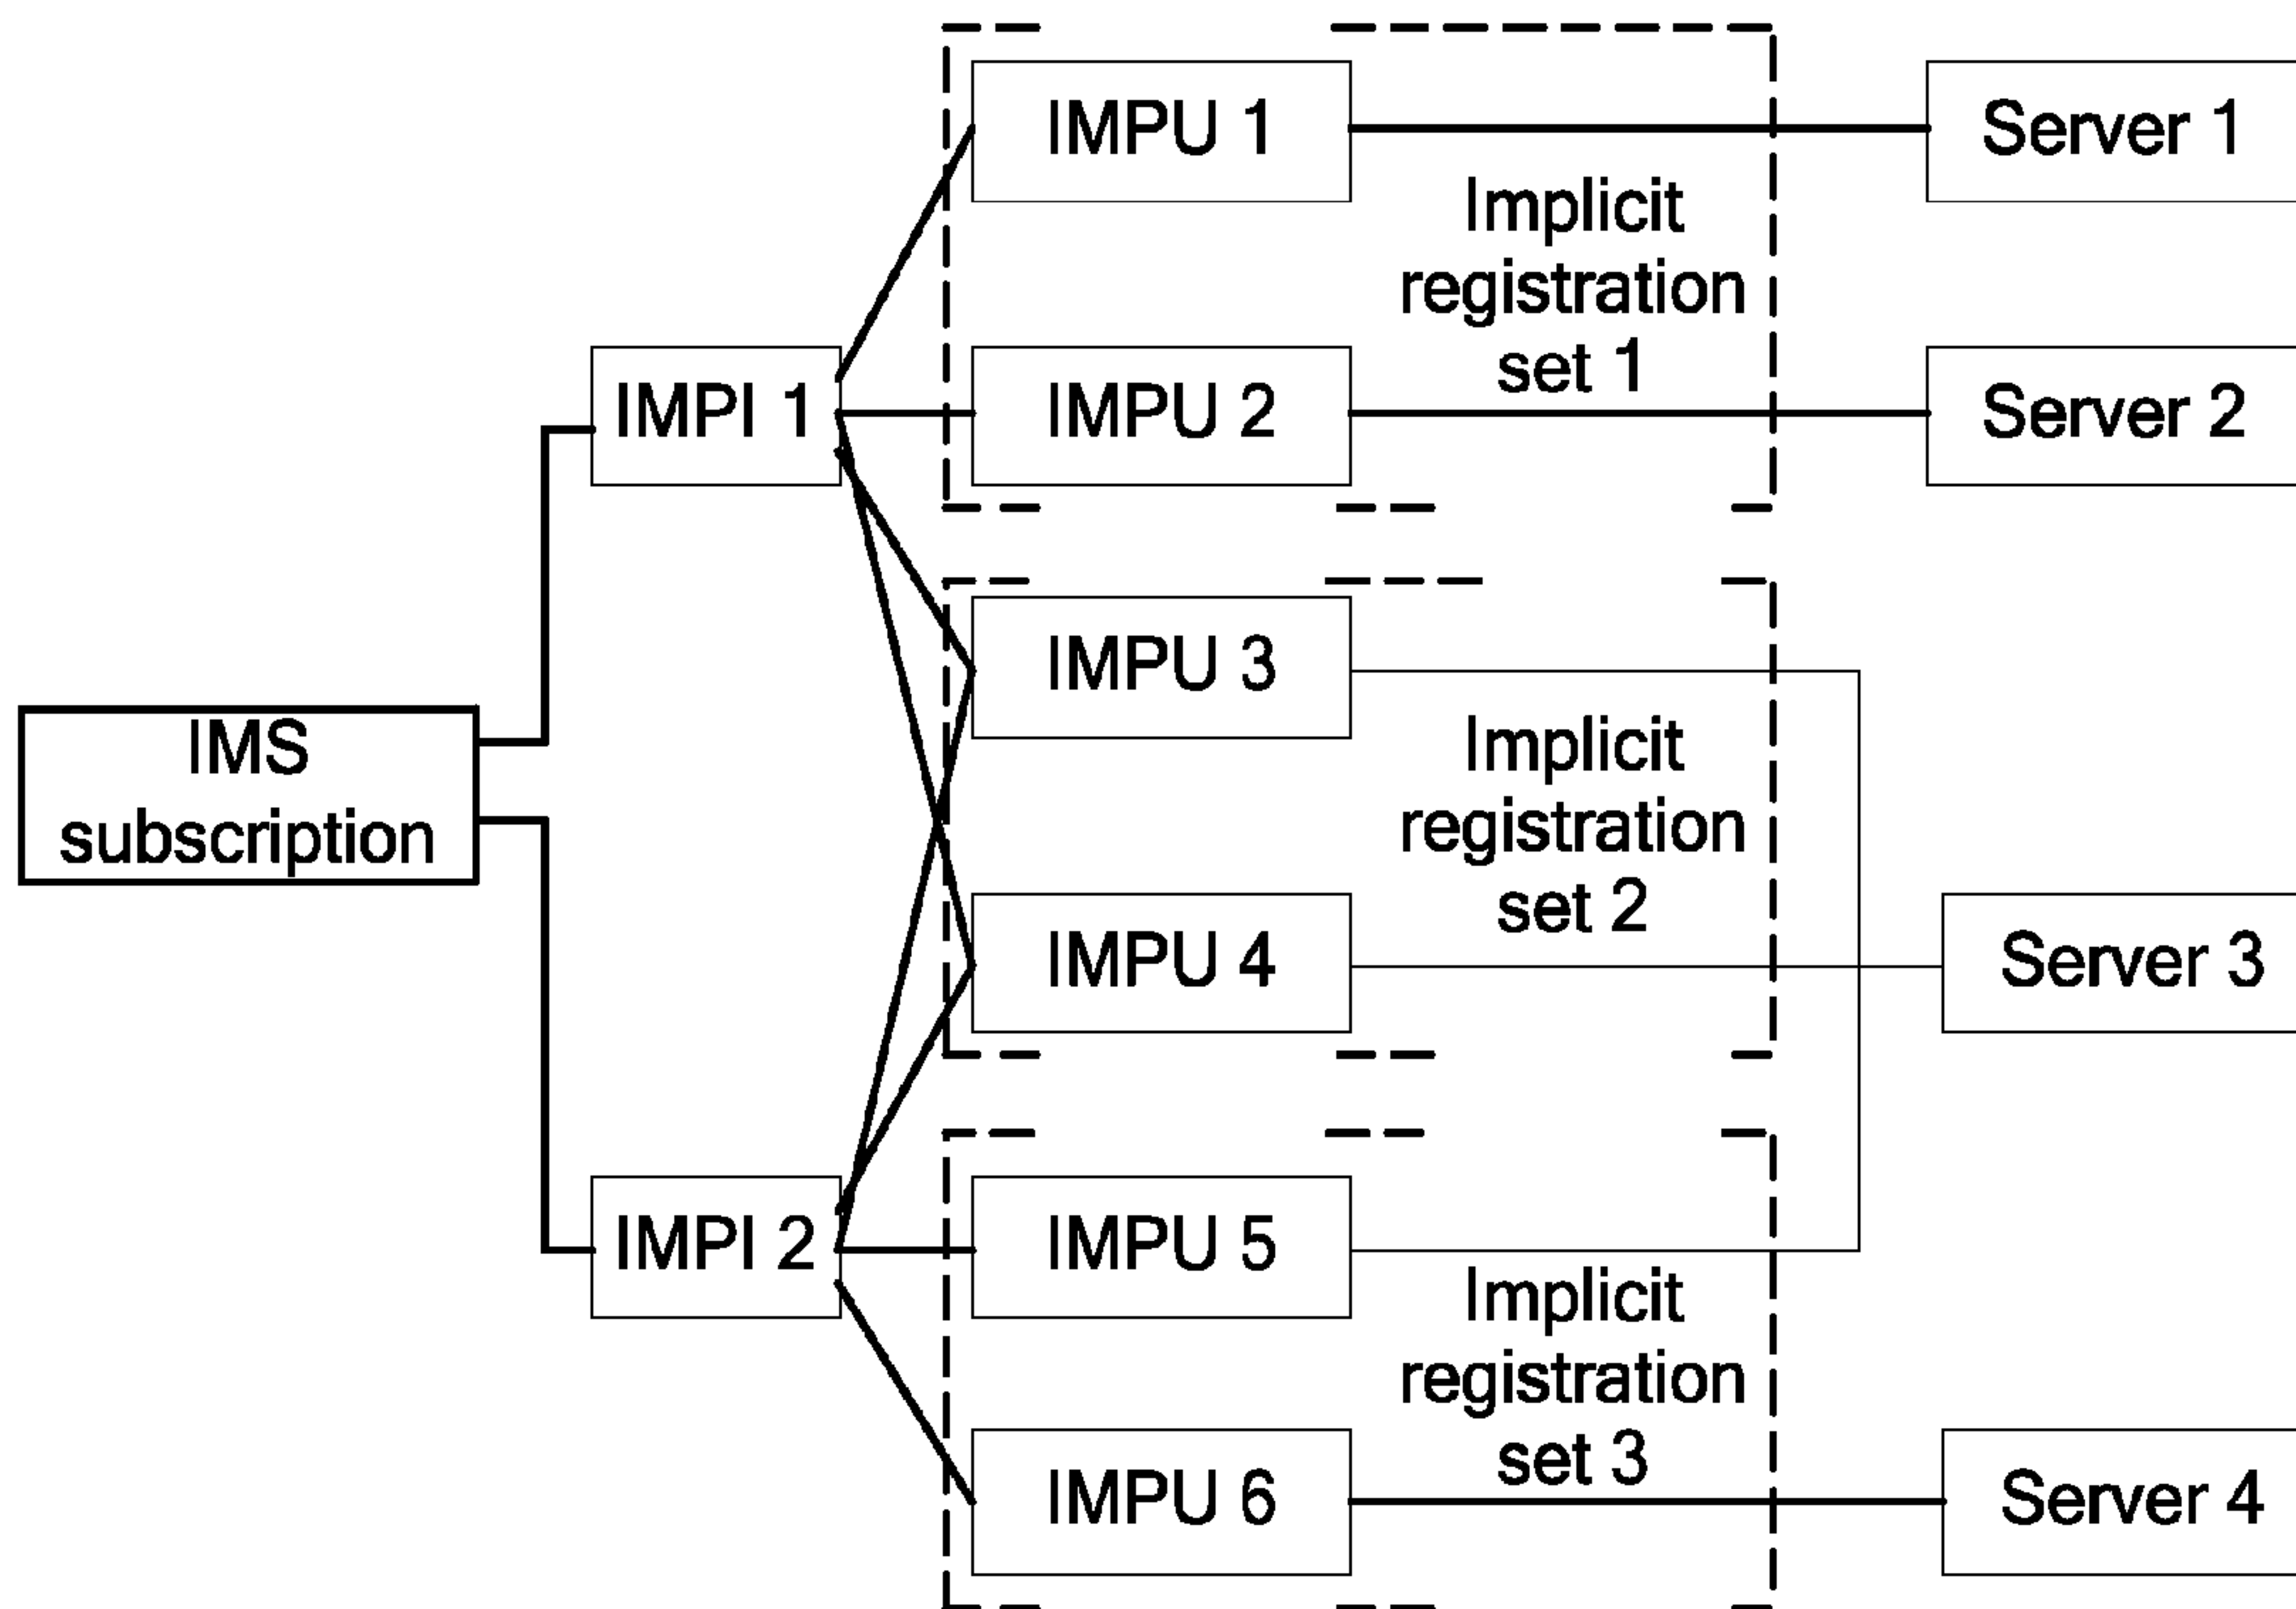 IMPU 1
Server 1
Implicit
registration
set 1
IMPI 1
IMPU 2
Server 2
IMPU 3
IMS
subscription
Implicit
registration
set 2
IMPU 4
Server 3
IMPI 2
IMPU 5
Implicit
registration
set 3
IMPU 6
Server 4